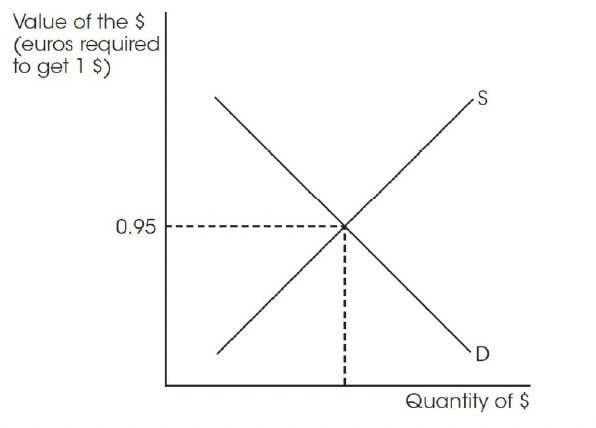 Value of the $
(euros required
to get 1 $)
S
0.95
D
Quantity of $